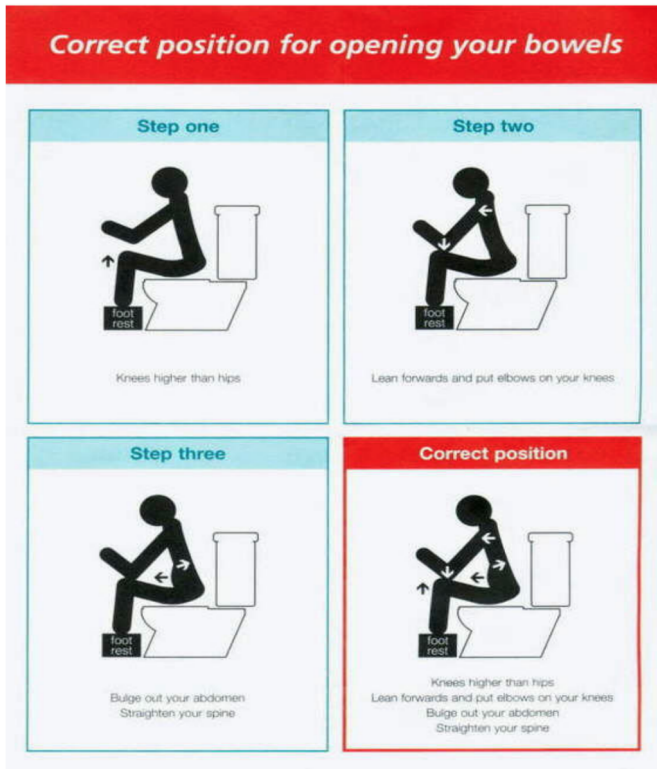 Correct position for opening your bowels
Step one
foot
rest
Knees higher than hips
Step two
foot
rest
Lean forwards and put elbows on your knees
Step three
foot
rest
Bulge out your abdomen
Straighten your spine
Correct position
foot
rest
Knees higher than hips
Lean forwards and put elbows on your knees
Bulge out your abdomen
Straighten your spine